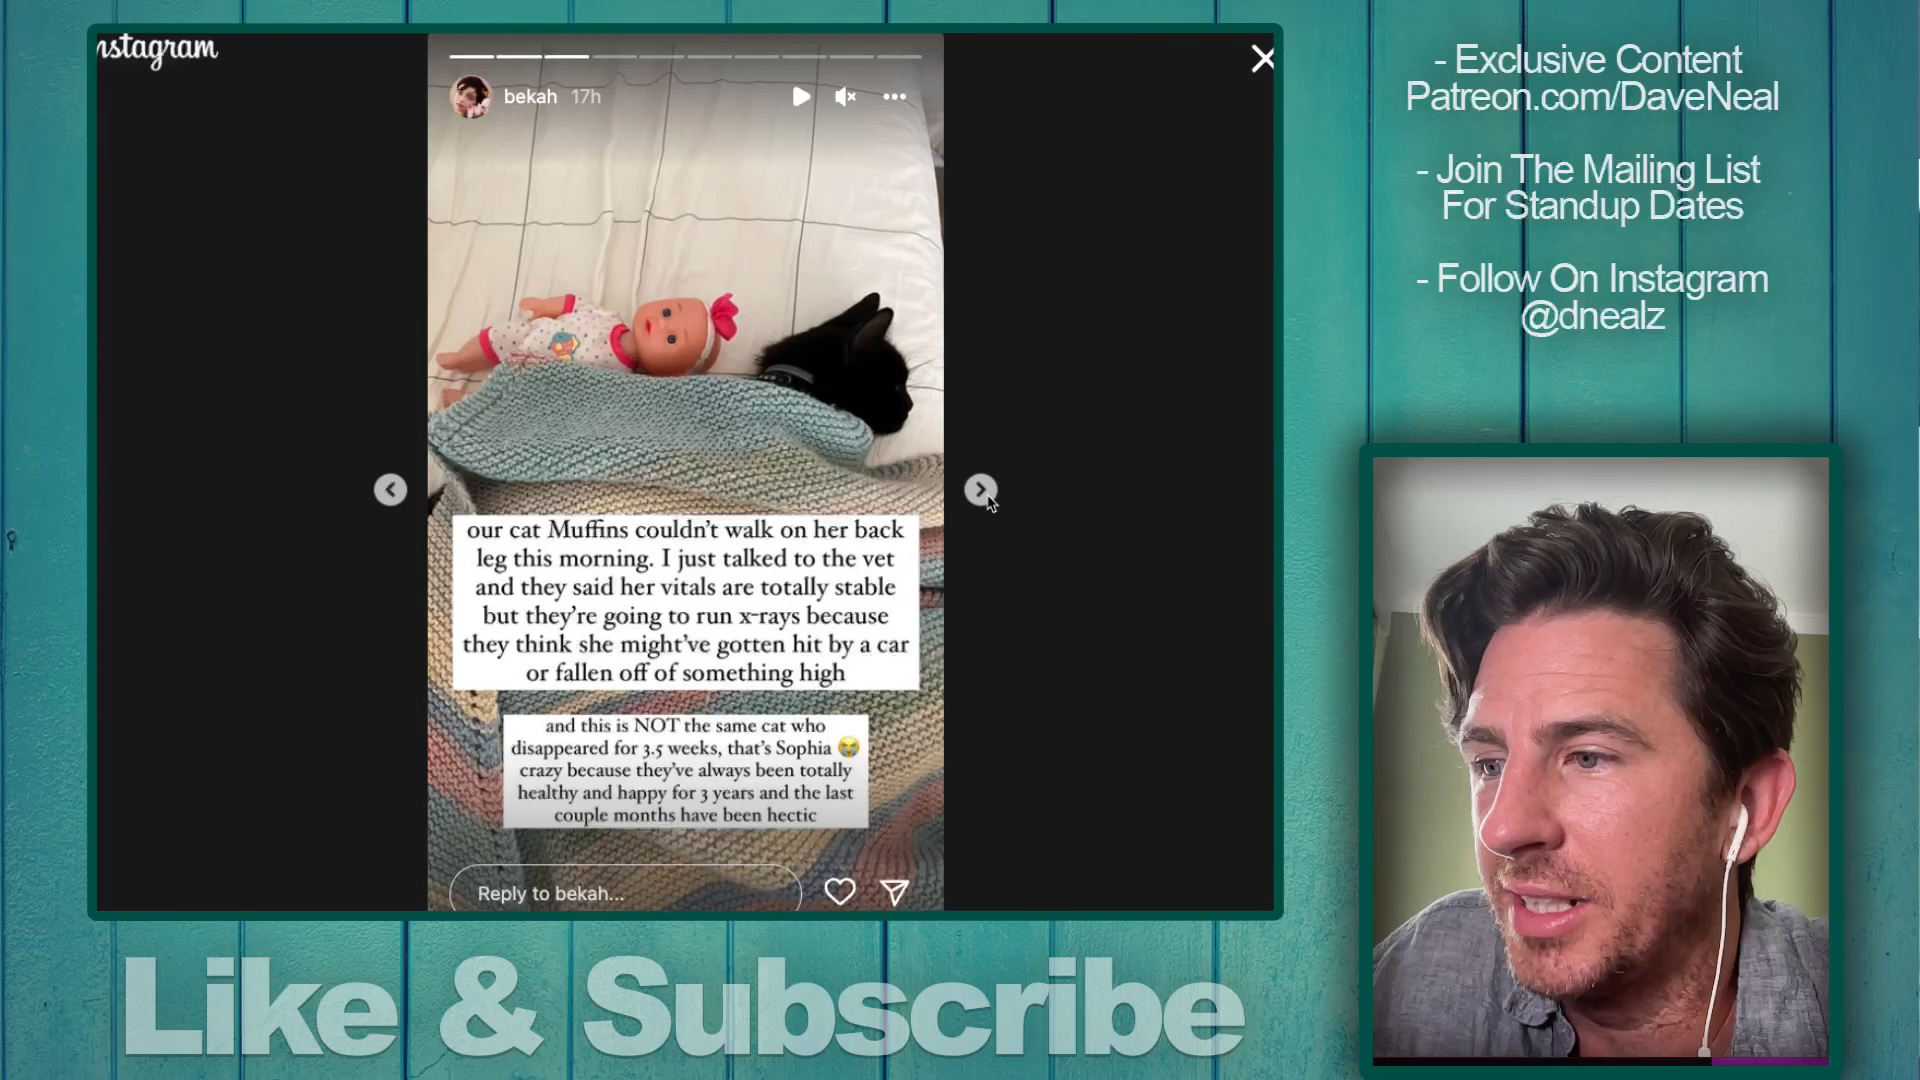 nstagram
bekah 17h
our cat Muffins couldn't walk on her back
leg this morning. I just talked to the vet
and they said her vitals are totally stable
but they're going to run x-rays because
they think she might've gotten hit by a car
or fallen off of something high
and this is NOT the same cat who
disappeared for 3.5 weeks, that's Sophia 😭
crazy because they've always been totally
healthy and happy for 3 years and the last
couple months have been hectic
Reply to bekah...
- Exclusive Content
Patreon.com/DaveNeal
- Join The Mailing List
For Standup Dates
- Follow On Instagram
@dnealz
Like & Subscribe